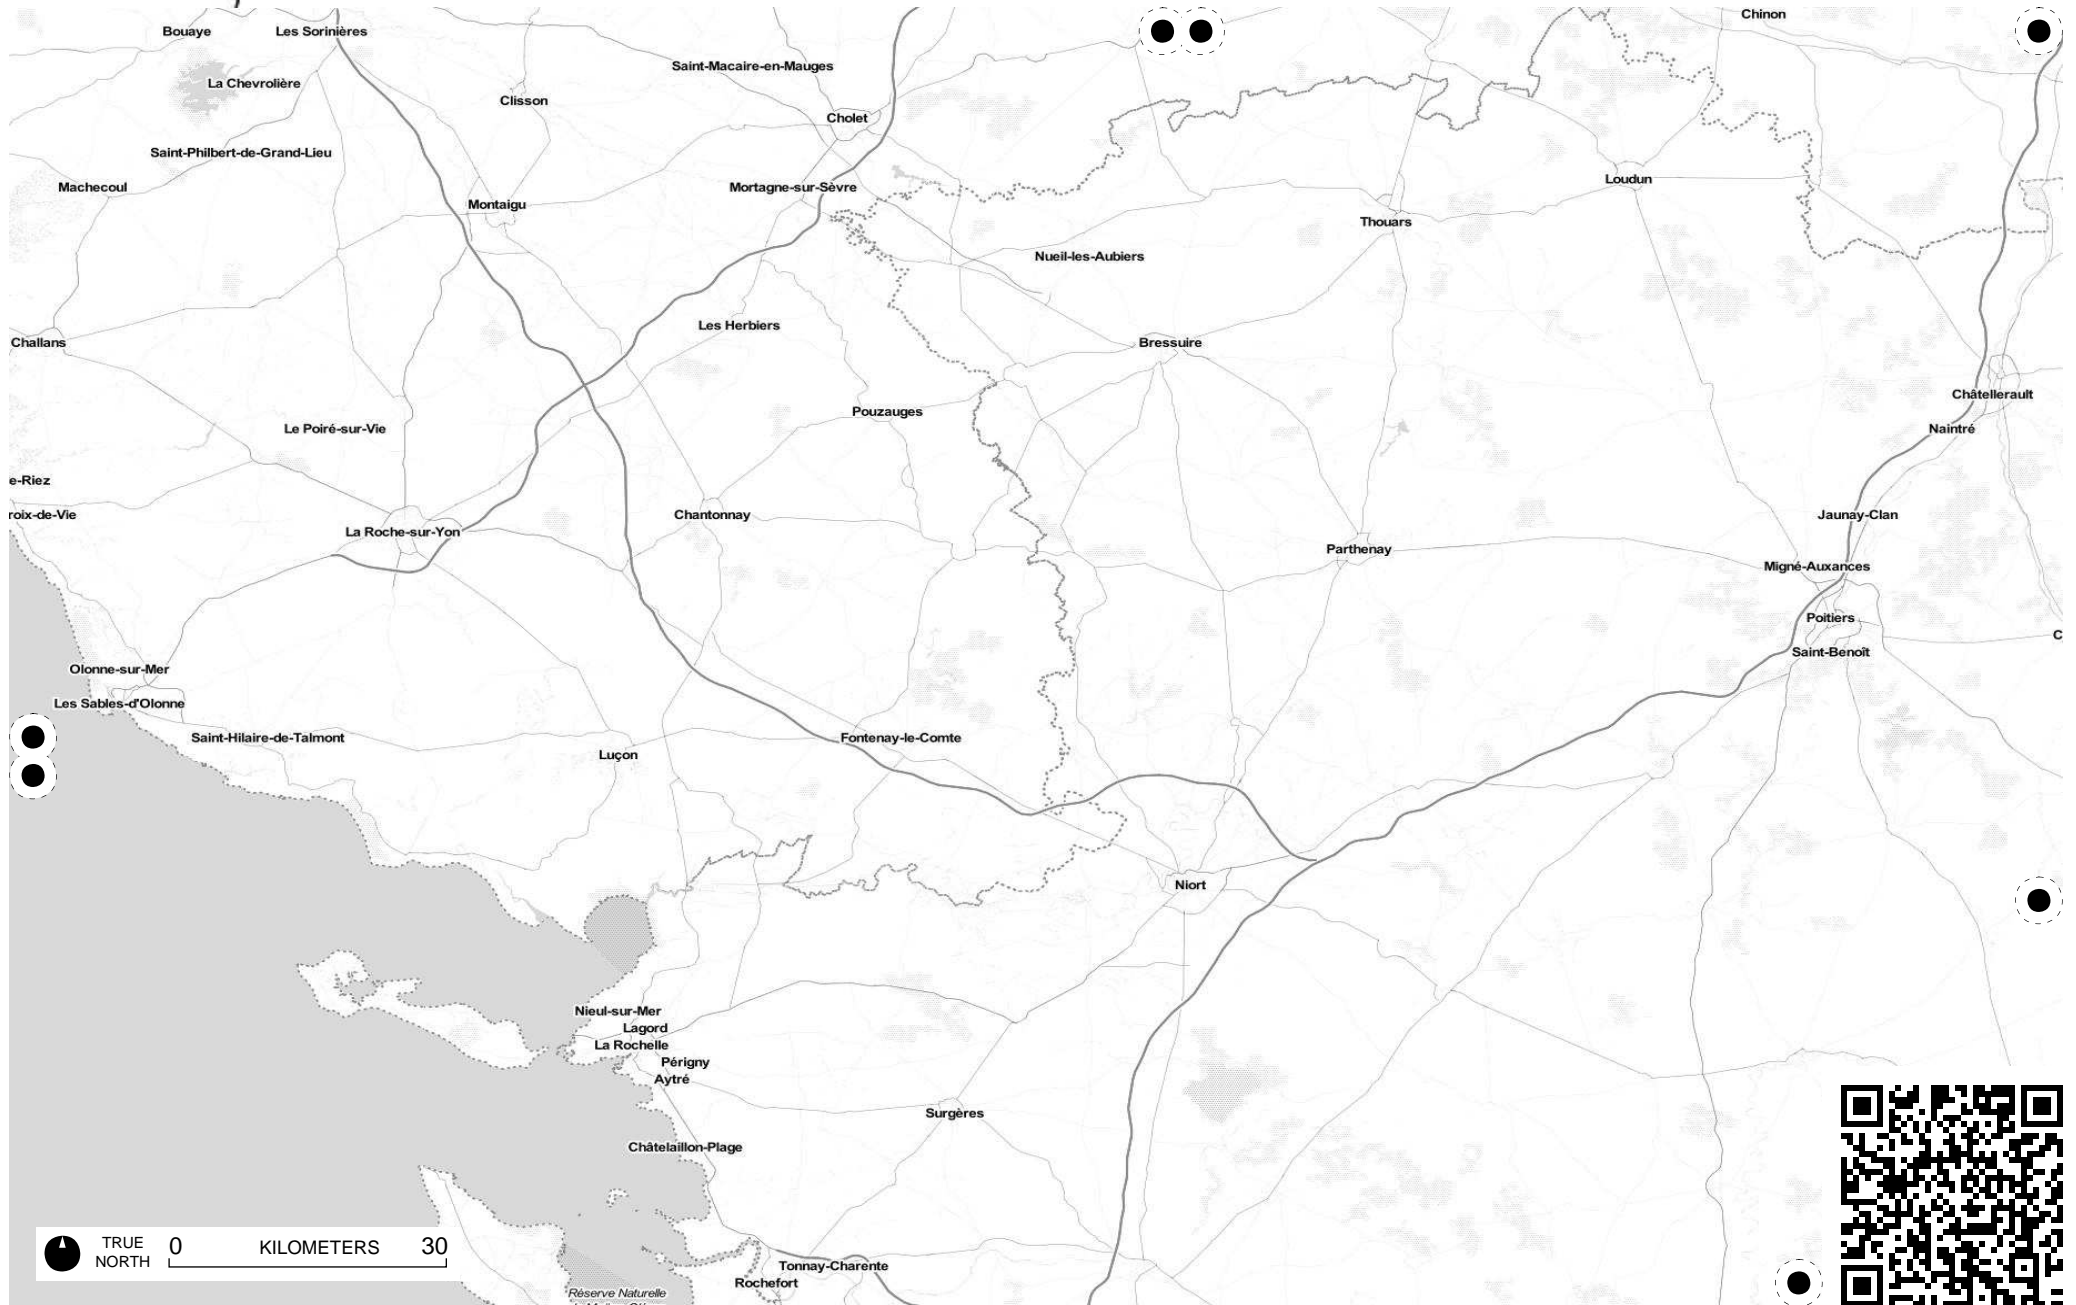 Chinon
Bouaye
Les Sorinières
Saint-Macaire-en-Mauges
La Chevrolière
Clisson
Cholet
Saint-Philbert-de-Grand-Lieu
Loudun
Machecoul
Mortagne-sur-Sèvre
Montaigu
Thouars
Nueil-les-Aubiers
Les Herbiers
Challans
Bressuire
Châtellerault
Pouzauges
Le Poiré-sur-Vie
Naintré
e-Riez
roix-de-Vie
Chantonnay
Jaunay-Clan
La Roche-sur-Yon
Parthenay
Migné-Auxances
Poitiers
C
Saint-Benoît
Olonne-sur-Mer
Les Sables-d'Olonne
Saint-Hilaire-de-Talmont
Fontenay-le-Comte
Luçon
Niort
Nieul-sur-Mer
Lagord
La Rochelle
Périgny
Aytré
Surgères
Châtelaillon-Plage
TRUE NORTH
0 KILOMETERS 30
Tonnay-Charente
Rochefort
Réserve Naturelle